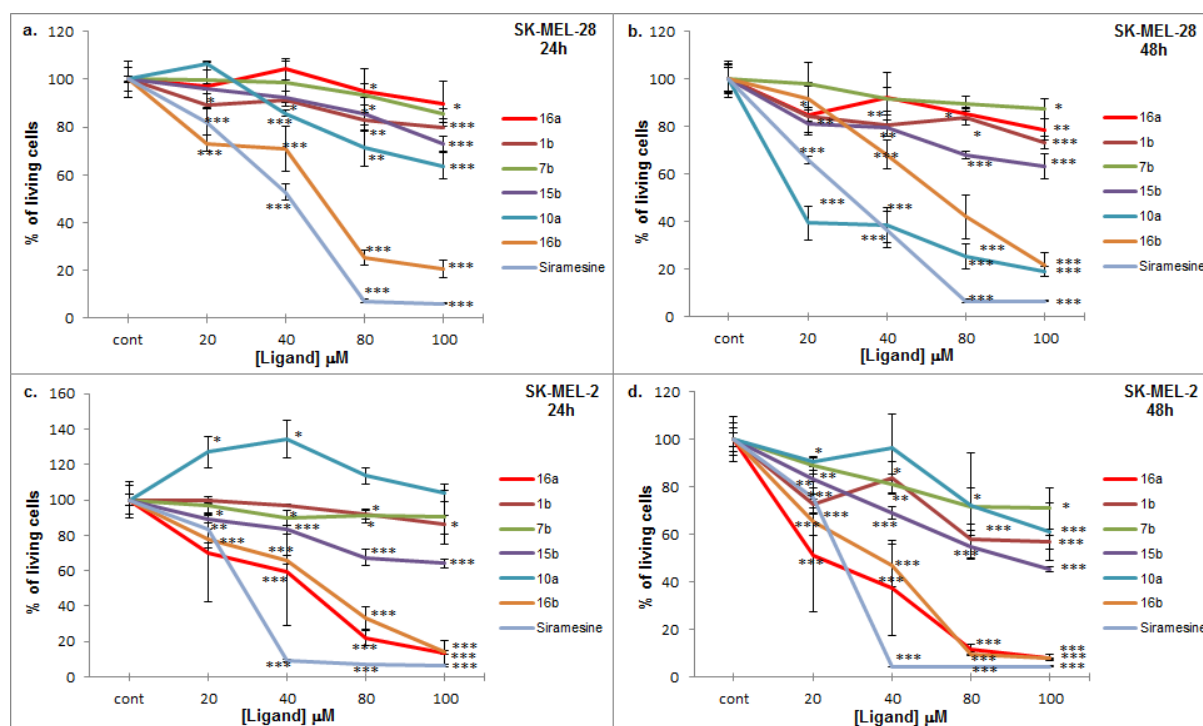 a.
SK-MEL-28
24h
120
100
80
60
40
20
0
% of living cells
cont
20
40
80
100
[Ligand] µM
*
***
***
*
***
***
***
*
*
**
**
***
***
*
***
***
***
***
16a
1b
7b
15b
10a
16b
Siramesine
b.
SK-MEL-28
48h
120
100
80
60
40
20
0
% of living cells
cont
20
40
80
100
[Ligand] µM
*
**
***
***
**
**
***
***
***
*
*
***
***
***
***
*
**
***
***
***
***
***
16a
1b
7b
15b
10a
16b
Siramesine
c.
SK-MEL-2
24h
160
140
120
100
80
60
40
20
0
% of living cells
cont
20
40
80
100
[Ligand] µM
*
*
**
***
*
*
***
***
***
***
*
*
***
***
***
***
*
***
***
***
***
16a
1b
7b
15b
10a
16b
Siramesine
d.
SK-MEL-2
48h
120
100
80
60
40
20
0
% of living cells
cont
20
40
80
100
[Ligand] µM
*
**
**
***
***
***
***
*
**
***
***
***
***
*
***
***
***
***
***
*
***
***
***
***
***
***
16a
1b
7b
15b
10a
16b
Siramesine